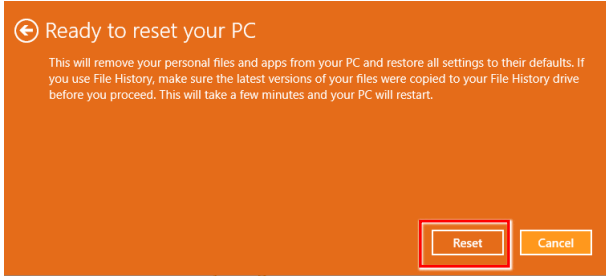 Ready to reset your PC
This will remove your personal files and apps from your PC and restore all settings to their defaults. If
you use File History, make sure the latest versions of your files were copied to your File History drive
before you proceed. This will take a few minutes and your PC will restart.
Reset
Cancel